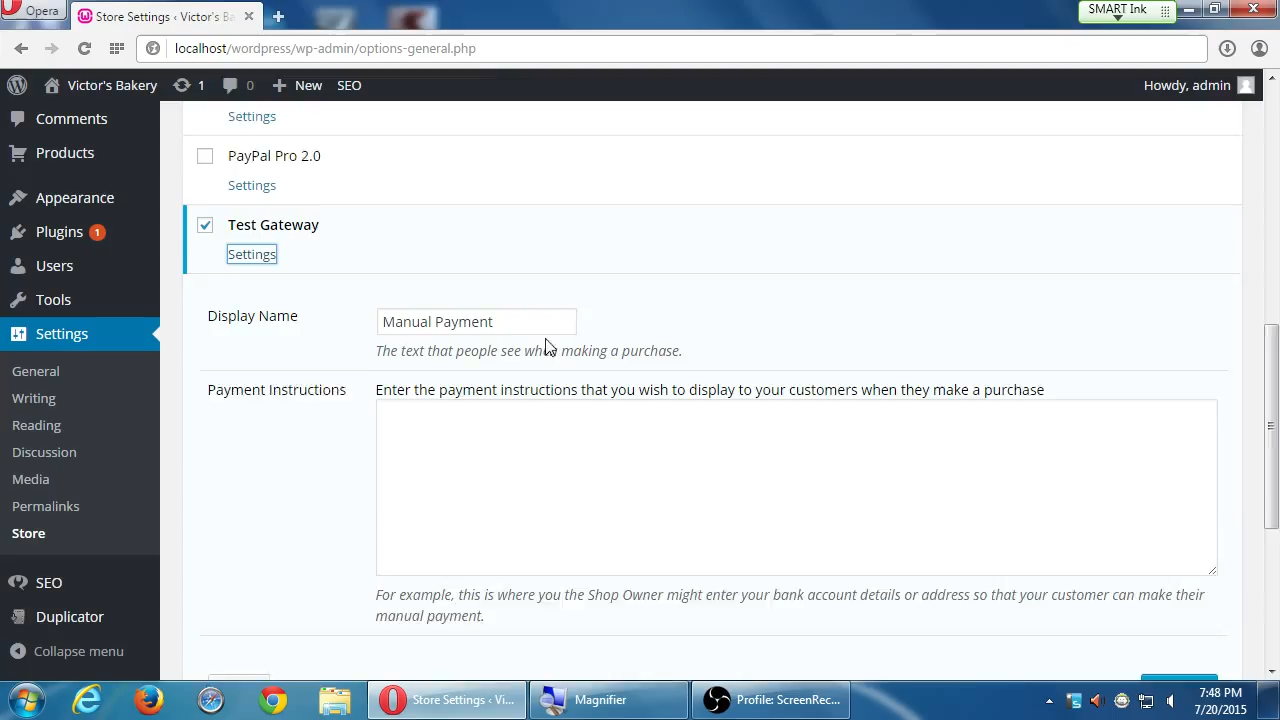 Opera
Store Settings ‹ Victor's Ba
SMART Ink
localhost/wordpress/wp-admin/options-general.php
Victor's Bakery
1
0
New
SEO
Howdy, admin
Comments
Products
Appearance
Plugins 1
Users
Tools
Settings
General
Writing
Reading
Discussion
Media
Permalinks
Store
SEO
Duplicator
Collapse menu
Settings
PayPal Pro 2.0
Settings
Test Gateway
Settings
Display Name
Manual Payment
The text that people see when making a purchase.
Payment Instructions
Enter the payment instructions that you wish to display to your customers when they make a purchase
For example, this is where you the Shop Owner might enter your bank account details or address so that your customer can make their
manual payment.
Store Settings ‹ Vi...
Magnifier
Profile: ScreenRec...
7:48 PM
7/20/2015